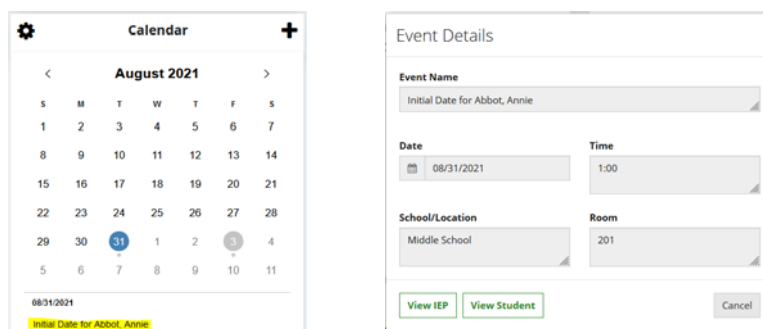 Calendar
August 2021
S M T W T F S
1 2 3 4 5 6 7
8 9 10 11 12 13 14
15 16 17 18 19 20 21
22 23 24 25 26 27 28
29 30 31 1 2 3 4
5 6 7 8 9 10 11
08/31/2021
Initial Date for Abbot, Annie
Event Details
Event Name
Initial Date for Abbot, Annie
Date Time
08/31/2021 1:00
School/Location Room
Middle School 201
View IEP View Student Cancel